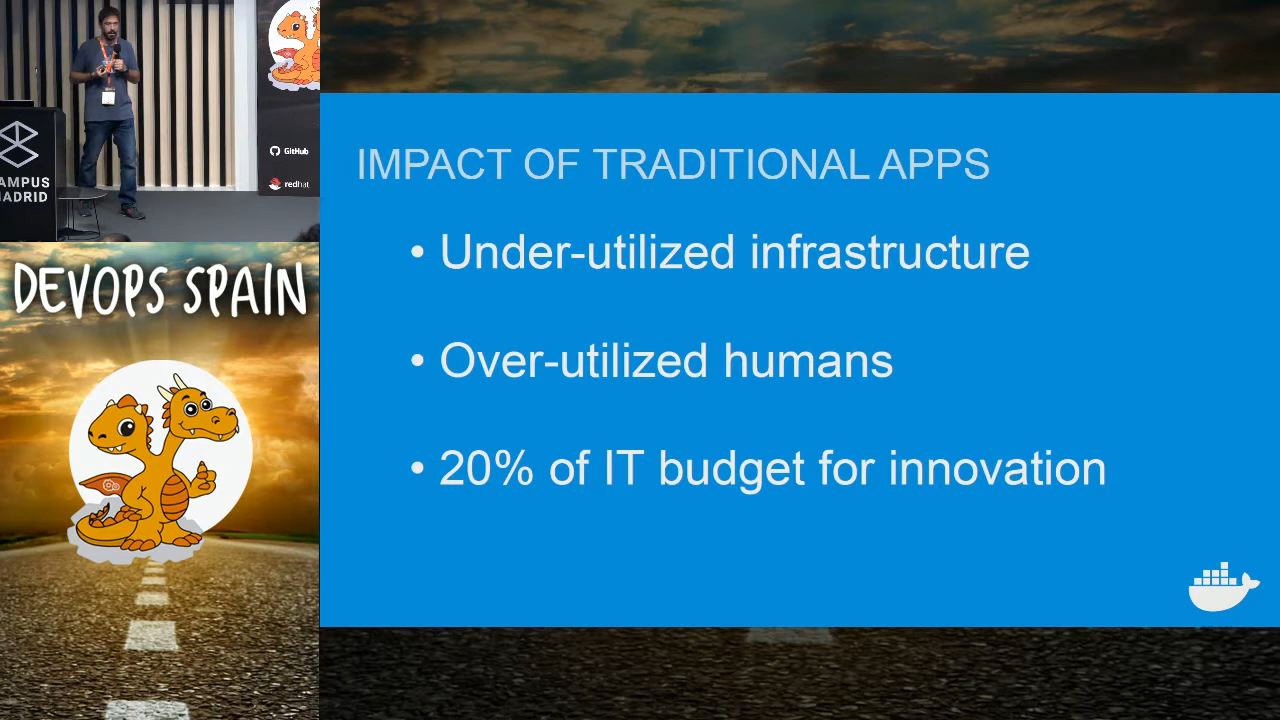 GitHub
redhat
AMPUS
MADRID
DEVOPS SPAIN
IMPACT OF TRADITIONAL APPS
• Under-utilized infrastructure
• Over-utilized humans
• 20% of IT budget for innovation